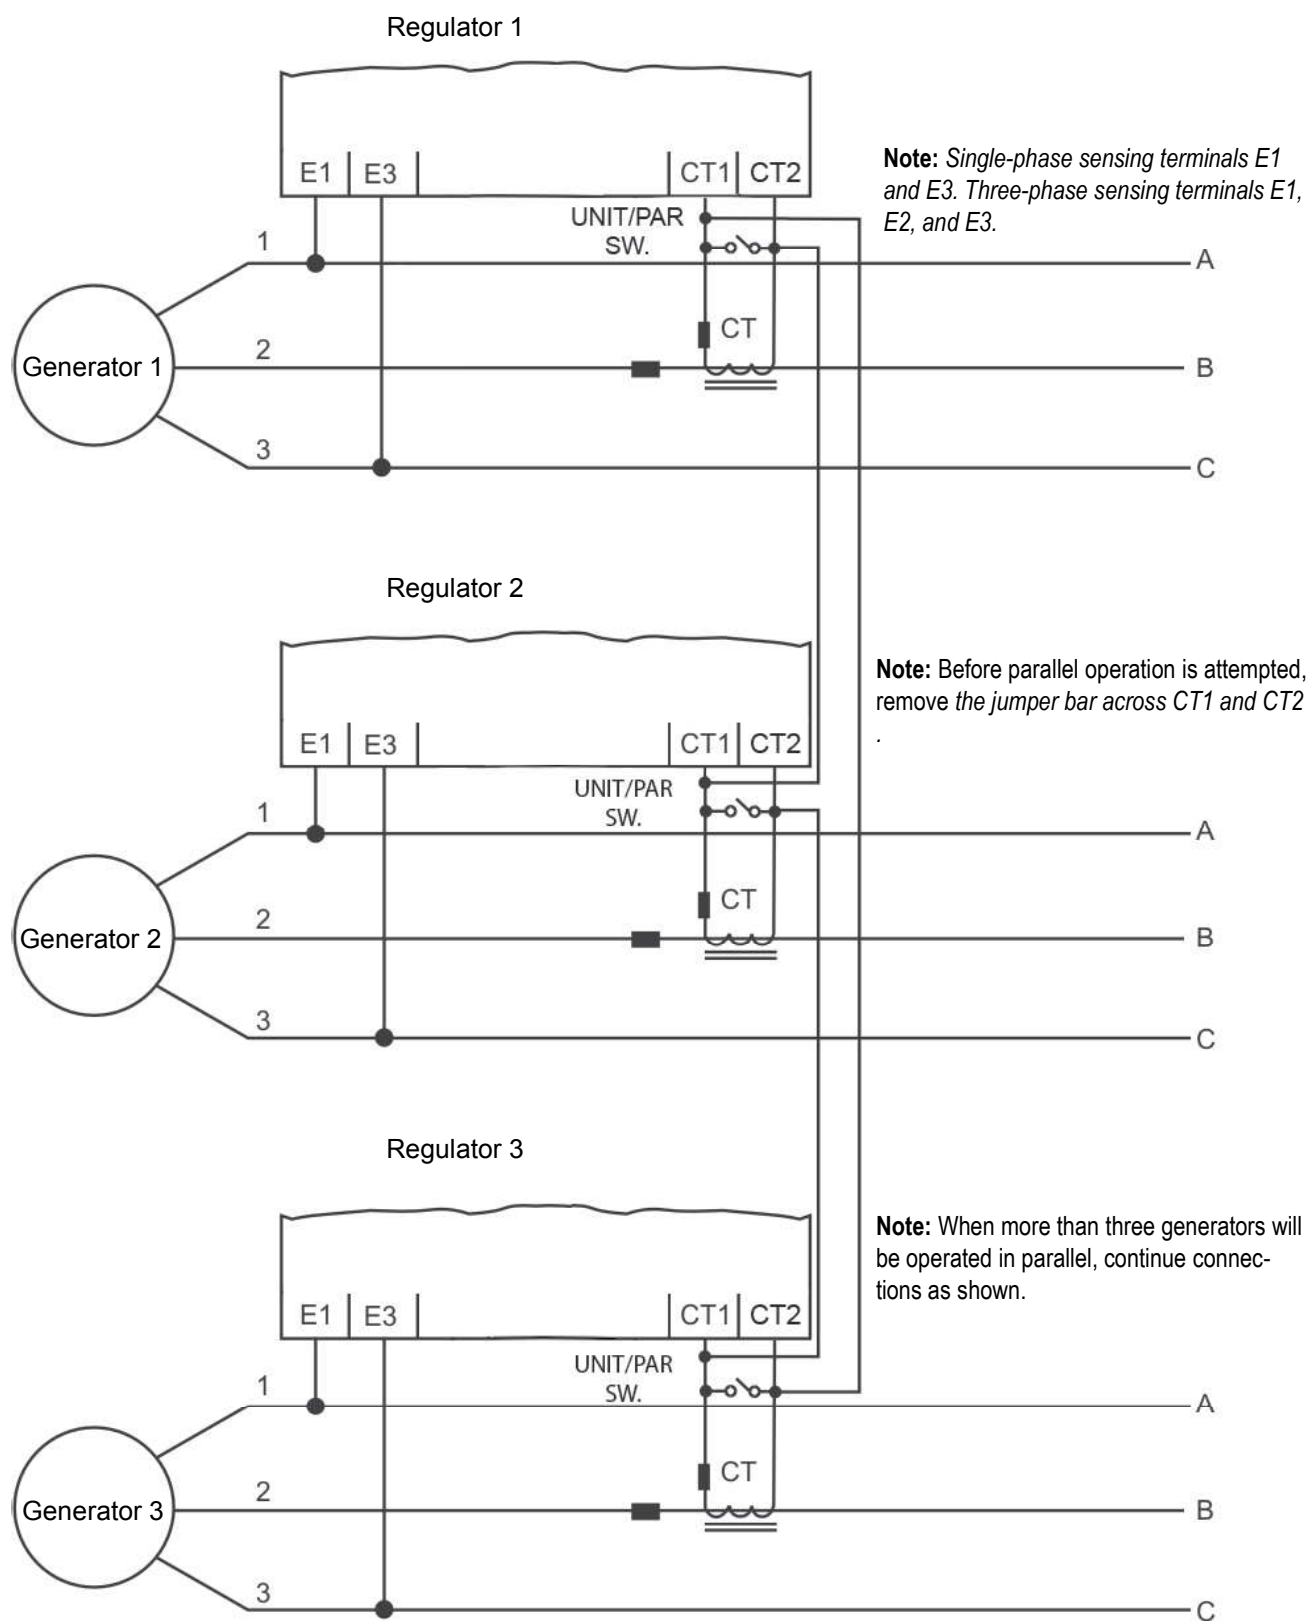 Regulator 1
E1 E3 CT1 CT2
Note: Single-phase sensing terminals E1
and E3. Three-phase sensing terminals E1,
E2, and E3.
UNIT/PAR
SW.
1
A
CT
Generator 1
2
B
3
C
Regulator 2
Note: Before parallel operation is attempted,
remove the jumper bar across CT1 and CT2
.
E1 E3 CT1 CT2
UNIT/PAR
SW.
1
A
CT
Generator 2
2
B
3
C
Regulator 3
Note: When more than three generators will
be operated in parallel, continue connec-
tions as shown.
E1 E3 CT1 CT2
UNIT/PAR
SW.
1
A
CT
Generator 3
2
B
3
C